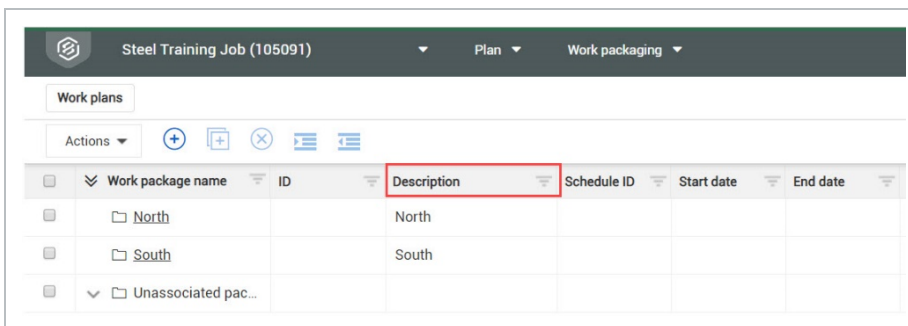 Steel Training Job (105091) Plan Work packaging
Work plans
Actions
Work package name ID Description Schedule ID Start date End date
North North
South South
Unassociated pac...